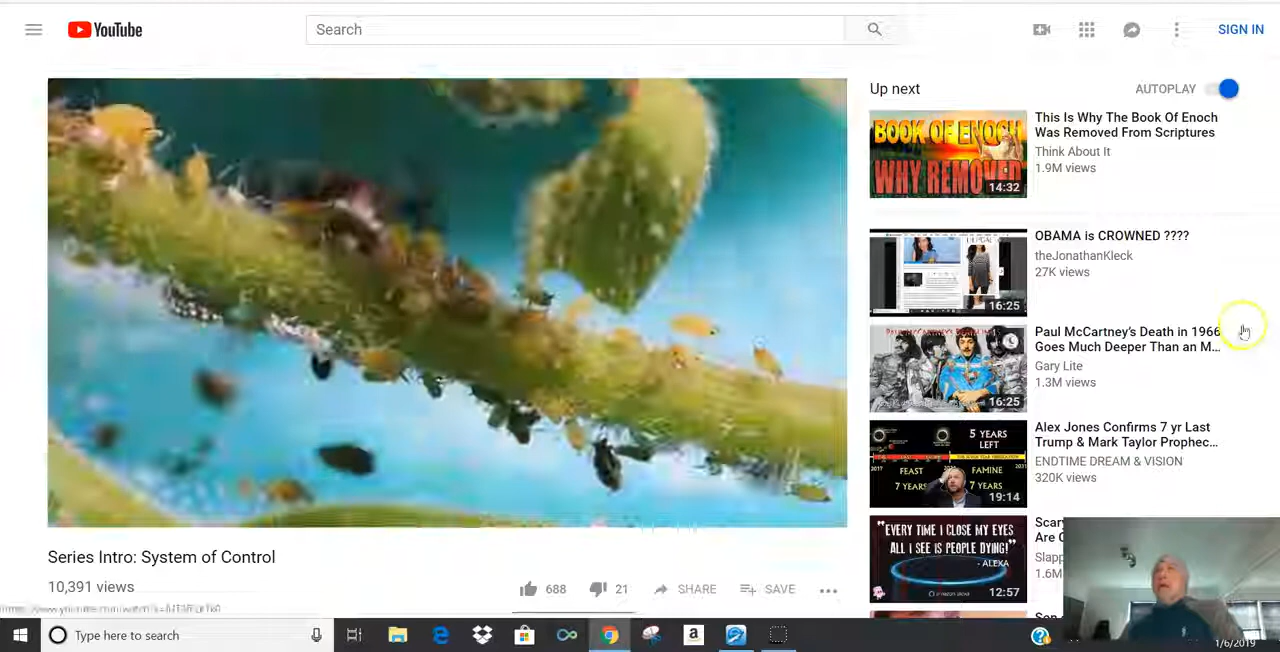 YouTube
Search
SIGN IN
Up next
AUTOPLAY
BOOK OF ENOCH
WHY REMOVED
14:32
This Is Why The Book Of Enoch
Was Removed From Scriptures
Think About It
1.9M views
16:25
OBAMA is CROWNED ????
theJonathanKleck
27K views
16:25
Paul McCartney's Death in 1966
Goes Much Deeper Than an M...
Gary Lite
1.3M views
5 YEARS
LEFT
FEAST
7 YEARS
FAMINE
7 YEARS
19:14
Alex Jones Confirms 7 yr Last
Trump & Mark Taylor Prophec...
ENDTIME DREAM & VISION
320K views
"EVERY TIME I CLOSE MY EYES
ALL I SEE IS PEOPLE DYING!"
- ALEXA
12:57
Are
1.6M
Series Intro: System of Control
10,391 views
688
21
SHARE
SAVE
Type here to search
1/6/2019